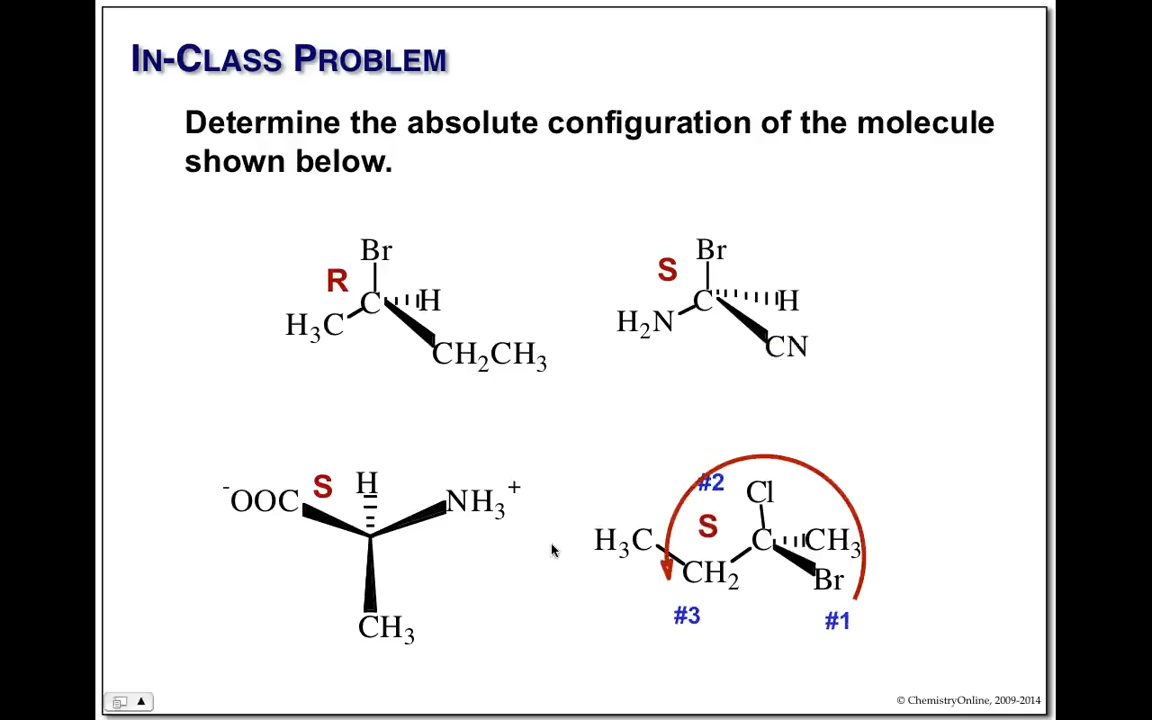 IN-CLASS PROBLEM
Determine the absolute configuration of the molecule
shown below.
Br
R
C
H
H3C
CH2CH3
Br
S
C
H
H2N
CN
-OOC
S
H
NH3+
CH3
#2
Cl
S
H3C
C
CH3
CH2
Br
#3
#1
© ChemistryOnline, 2009-2014